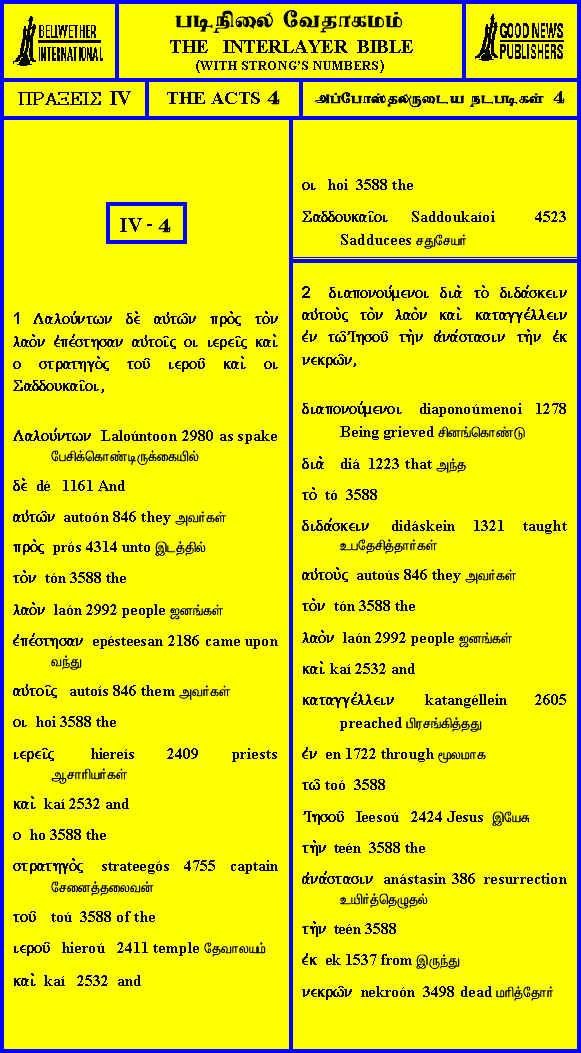 BELLWETHER
INTERNATIONAL
படிநிலை வேதாகமம்
THE INTERLAYER BIBLE
(WITH STRONG'S NUMBERS)
GOOD NEWS
PUBLISHERS
ΠΡΑΞΕΙΣ IV
THE ACTS 4
அப்போஸ்தலருடைய நடபடிகள் 4
IV - 4
1 Λαλούντων δὲ αὐτῶν πρὸς τὸν
λαὸν ἐπέστησαν αὐτοῖς οι ιερεῖς καὶ
ο στρατηγὸς τοῦ ιεροῦ καὶ οι
Σαδδουκαῖοι,
Λαλούντων Laloúntoon 2980 as spake
பேசிக்கொண்டிருக்கையில்
δὲ dé 1161 And
αὐτῶν autoón 846 they அவர்கள்
πρὸς prós 4314 unto இடத்தில்
τὸν tón 3588 the
λαὸν laón 2992 people ஜனங்கள்
ἐπέστησαν epésteesan 2186 came upon
வந்து
αὐτοῖς autoís 846 them அவர்கள்
οι hoi 3588 the
ιερεῖς hiereís 2409 priests
ஆசாரியர்கள்
καὶ kaí 2532 and
ο ho 3588 the
στρατηγὸς strateegós 4755 captain
சேனைத்தலைவன்
τοῦ toú 3588 of the
ιεροῦ hieroú 2411 temple தேவாலயம்
καὶ kaí 2532 and
οι hoi 3588 the
Σαδδουκαῖοι Saddoukaíoi 4523
Sadducees சதுசேயர்
2 διαπονούμενοι διὰ τὸ διδάσκειν
αὐτοὺς τὸν λαὸν καὶ καταγγέλλειν
ἐν τῶ Ἰησοῦ τὴν ἀνάστασιν τὴν ἐκ
νεκρῶν,
διαπονούμενοι diaponoúmenoi 1278
Being grieved சினங்கொண்டு
διὰ diá 1223 that அந்த
τὸ tó 3588
διδάσκειν didáskein 1321 taught
உபதேசித்தார்கள்
αὐτοὺς autoús 846 they அவர்கள்
τὸν tón 3588 the
λαὸν laón 2992 people ஜனங்கள்
καὶ kaí 2532 and
καταγγέλλειν katangéllein 2605
preached பிரசங்கித்தது
ἐν en 1722 through மூலமாக
τῶ toó 3588
Ἰησοῦ Ieesoú 2424 Jesus இயேசு
τὴν teén 3588 the
ἀνάστασιν anástasin 386 resurrection
உயிர்த்தெழுதல்
τὴν teén 3588
ἐκ ek 1537 from இருந்து
νεκρῶν nekroón 3498 dead மரித்தோர்